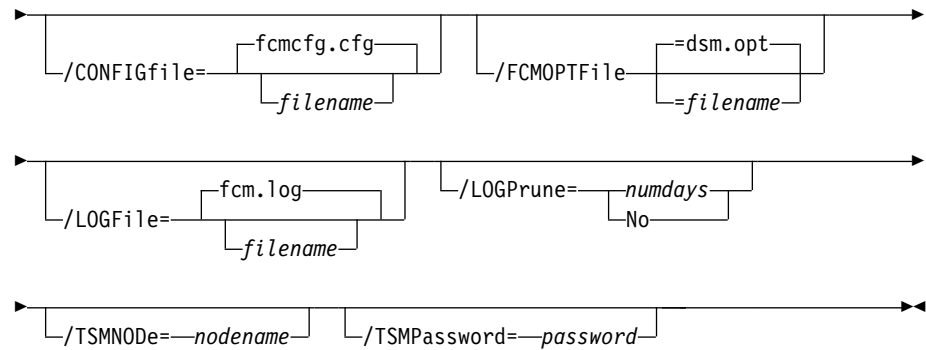 fcmcfg.cfg =dsm.opt
/CONFIGfile= /FCMOPTFile
filename =filename
fcm.log /LOGPrune= numdays
/LOGFile= No
filename
/TSMNODe= nodename /TSMPassword= password